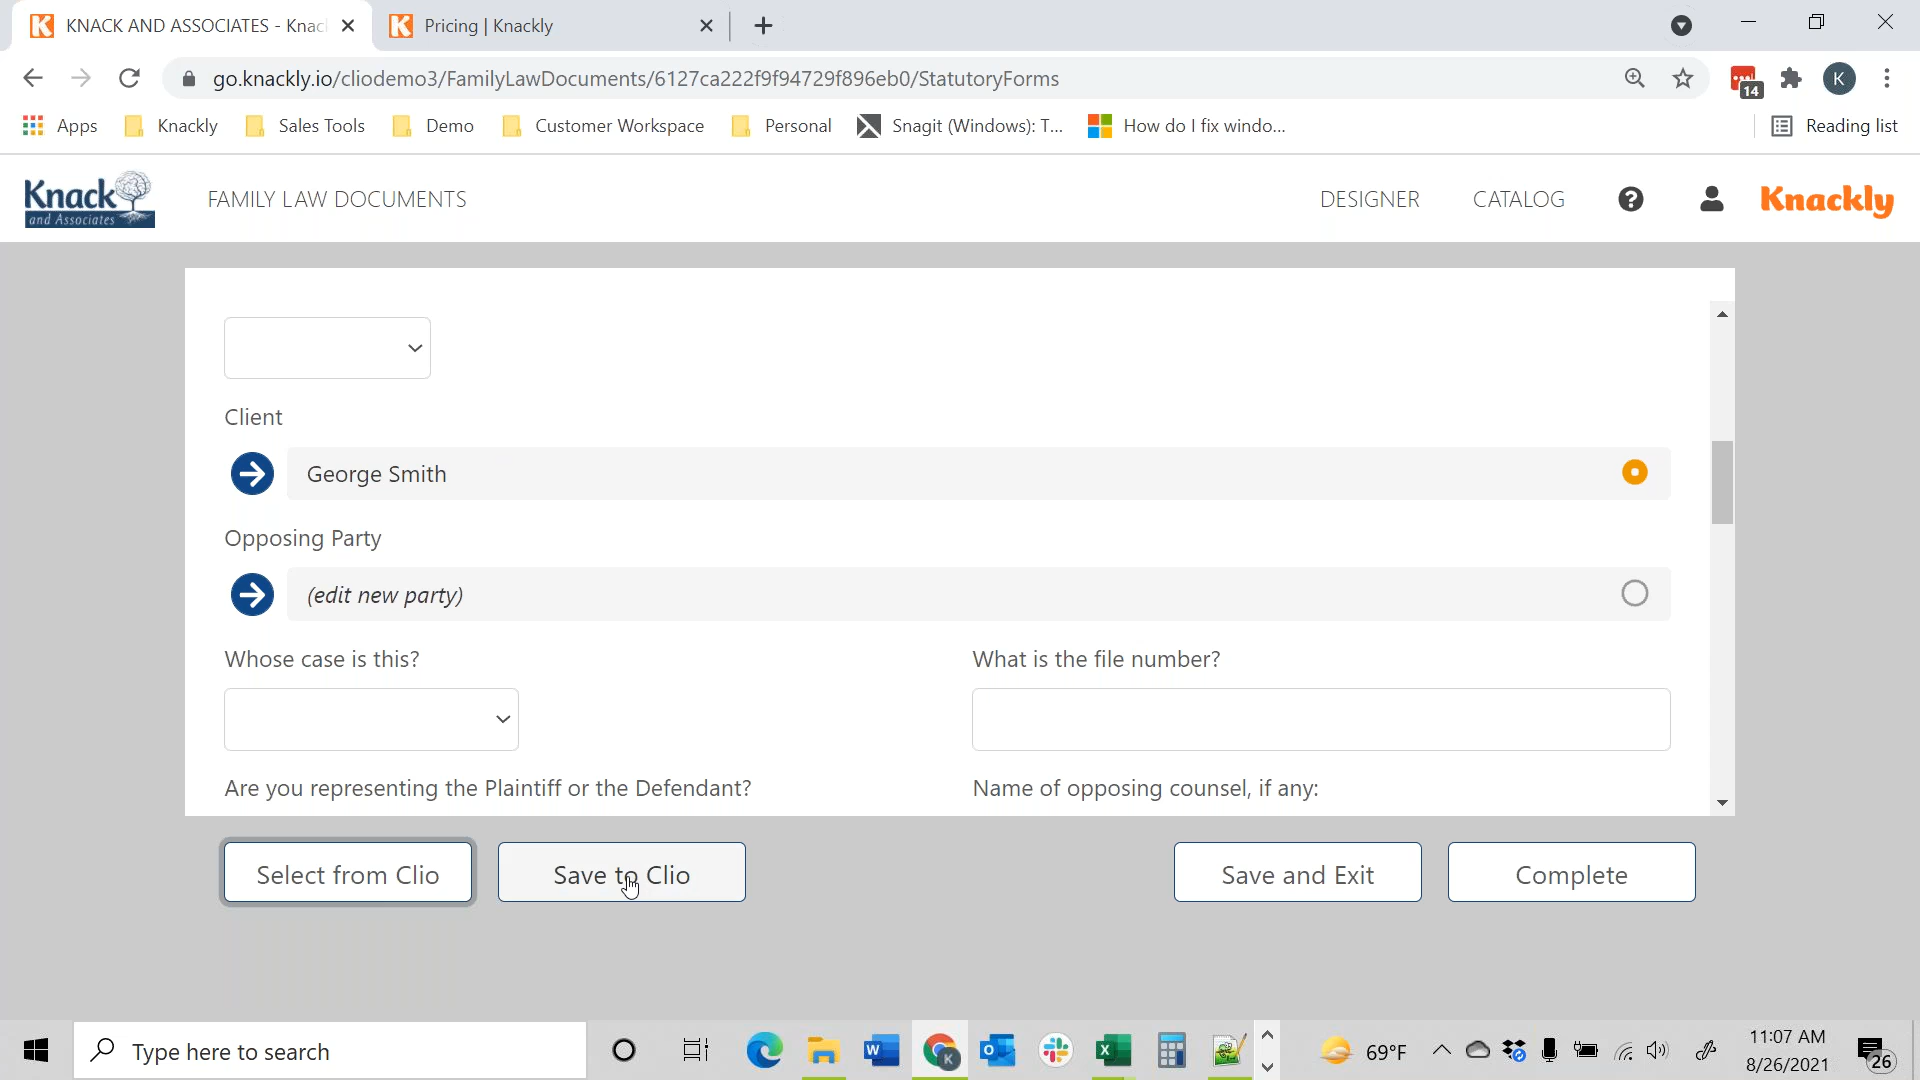 KNACK AND ASSOCIATES - Knac
Pricing | Knackly
go.knackly.io/cliodemo3/FamilyLawDocuments/6127ca222f9f94729f896eb0/StatutoryForms
14
K
Apps
Knackly
Sales Tools
Demo
Customer Workspace
Personal
Snagit (Windows): T...
How do I fix windo...
Reading list
Knack
and Associates
FAMILY LAW DOCUMENTS
DESIGNER
CATALOG
Knackly
Client
George Smith
Opposing Party
(edit new party)
Whose case is this?
What is the file number?
Are you representing the Plaintiff or the Defendant?
Name of opposing counsel, if any:
Select from Clio
Save to Clio
Save and Exit
Complete
Type here to search
69°F
11:07 AM
8/26/2021
26